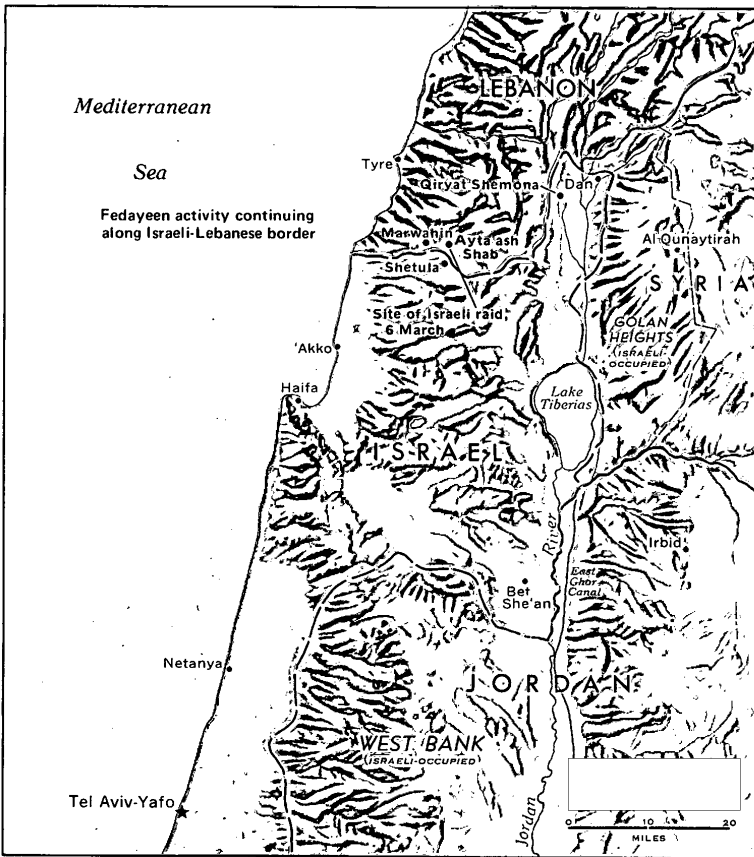 LEBANON
Mediterranean
Sea
Tyre
Qiryat Shemona
Dan
Fedayeen activity continuing
along Israeli-Lebanese border
Marwahin
Ayta ash
Shab
Shetula
Al Qunaytirah
SYRIA
Site of Israeli raid,
6 March
GOLAN
HEIGHTS
(ISRAELI-
OCCUPIED)
'Akko
Haifa
Lake
Tiberias
ISRAEL
River
Irbid
East
Ghor
Canal
Bet
She'an
Netanya
JORDAN
WEST BANK
(ISRAELI-OCCUPIED)
Tel Aviv-Yafo
Jordan
0 10 20
MILES